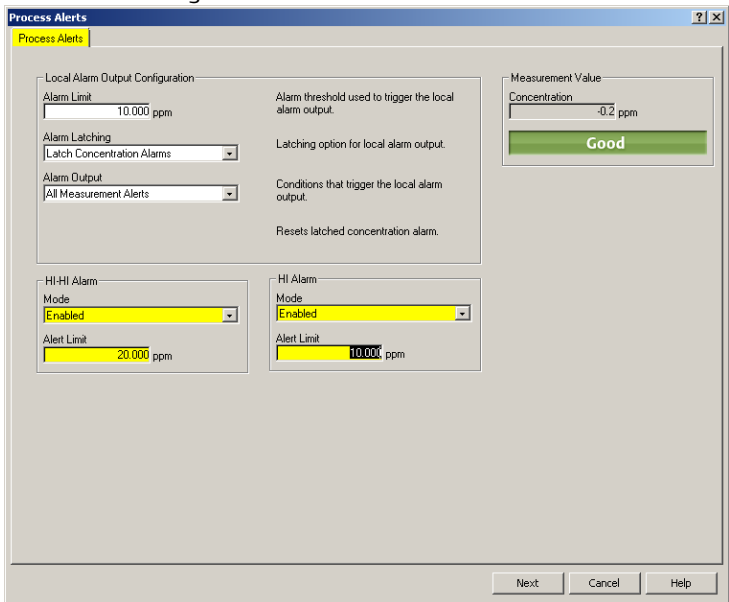 Process Alerts
Process Alerts
Local Alarm Output Configuration
Alarm Limit
10.000 ppm
Alarm threshold used to trigger the local
alarm output.
Alarm Latching
Latch Concentration Alarms
Latching option for local alarm output.
Alarm Output
All Measurement Alerts
Conditions that trigger the local alarm
output.
Resets latched concentration alarm.
Measurement Value
Concentration
-0.2 ppm
Good
HI-HI Alarm
Mode
Enabled
Alert Limit
20.000 ppm
HI Alarm
Mode
Enabled
Alert Limit
10.000 ppm
Next
Cancel
Help